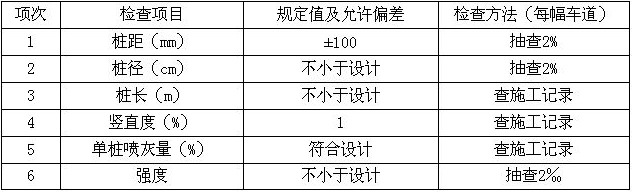 项次 检查项目 规定值及允许偏差 检查方法（每幅车道）
1 桩距（mm） ±100 抽查2%
2 桩径（cm） 不小于设计 抽查2%
3 桩长（m） 不小于设计 查施工记录
4 竖直度（%） 1 查施工记录
5 单桩喷灰量（%） 符合设计 查施工记录
6 强度 不小于设计 抽查2‰